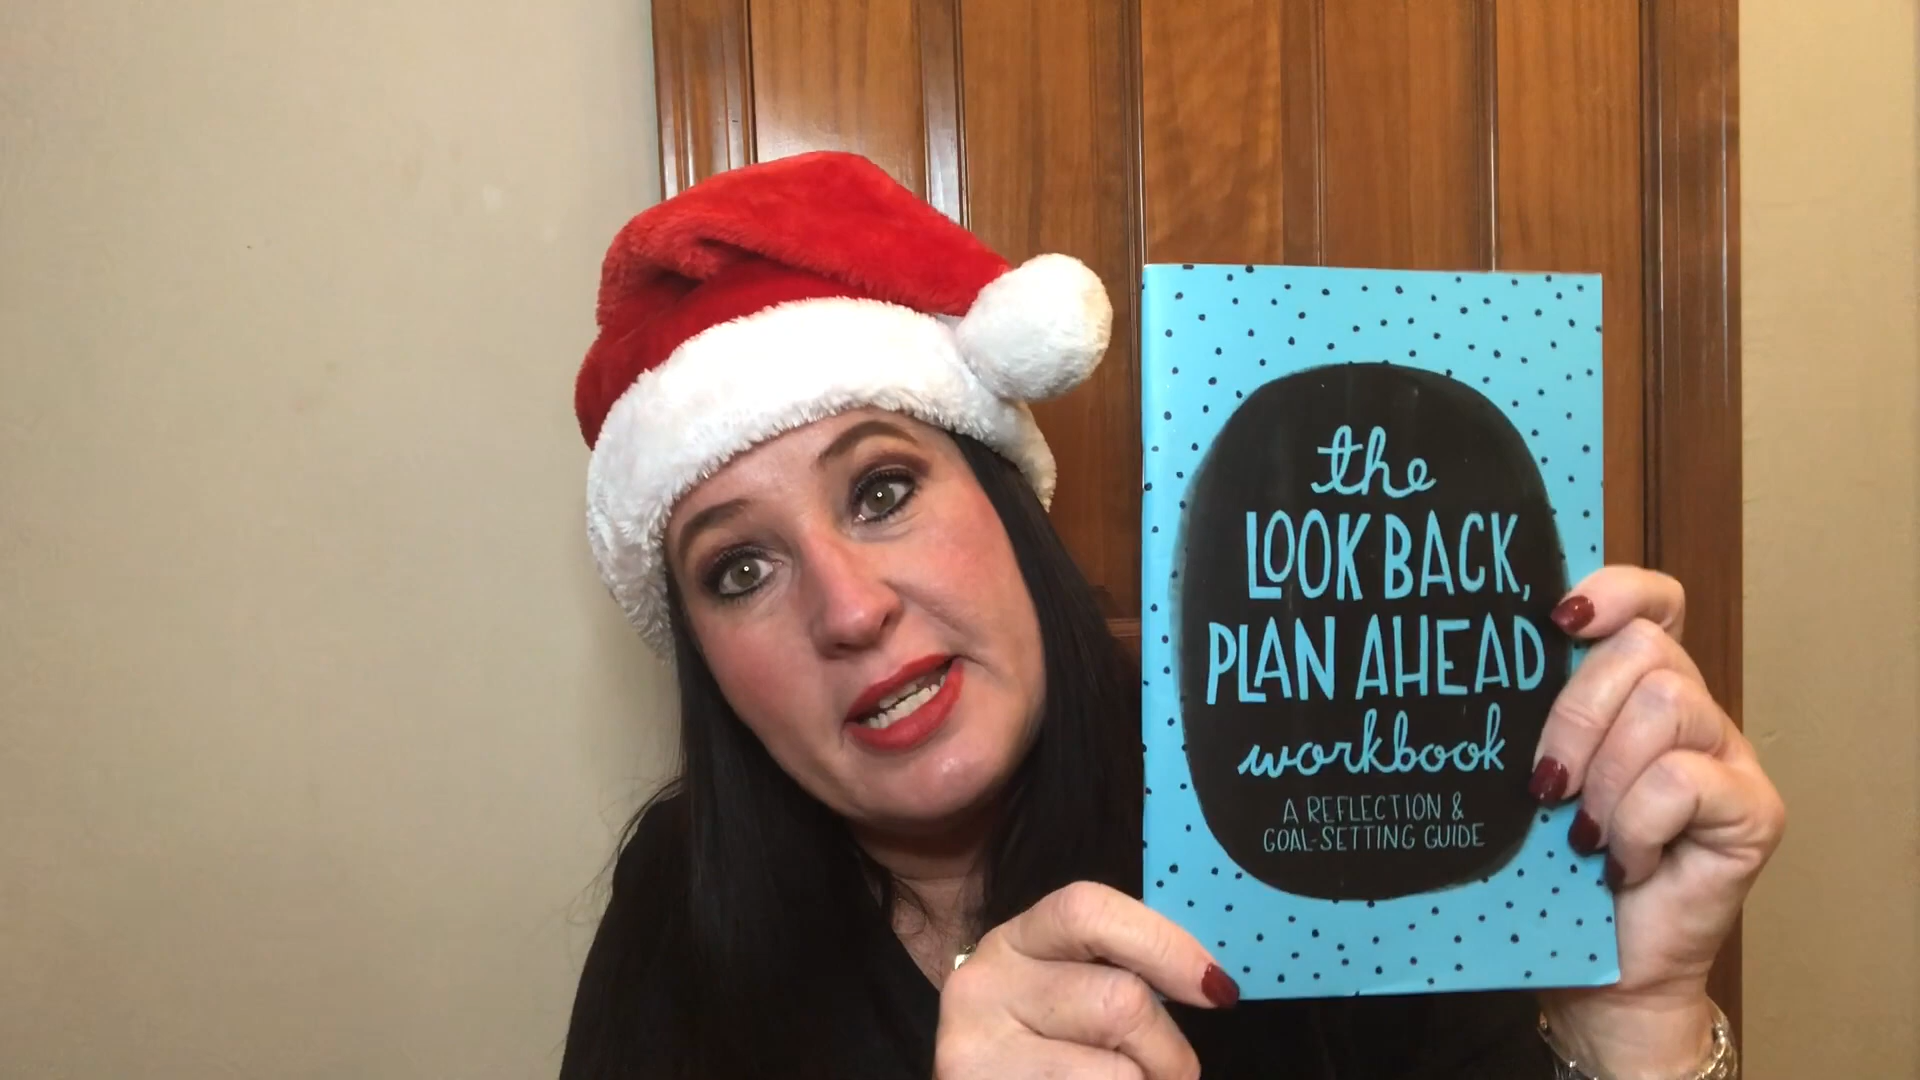 the
LOOK BACK,
PLAN AHEAD
workbook
A REFLECTION &
GOAL-SETTING GUIDE